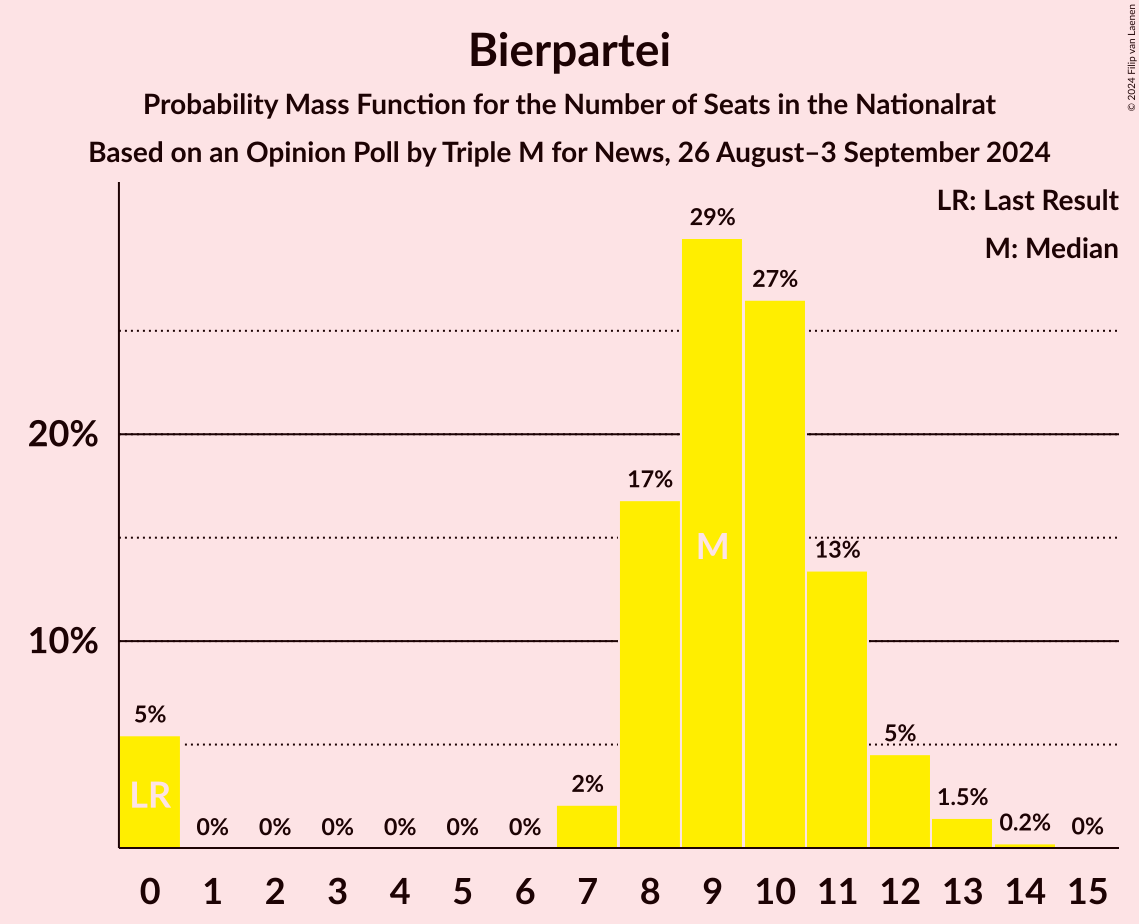 Bierpartei
Probability Mass Function for the Number of Seats in the Nationalrat
Based on an Opinion Poll by Triple M for News, 26 August–3 September 2024
© 2024 Filip van Laenen
LR: Last Result
M: Median
20%
10%
5%
0%
0%
0%
0%
0%
0%
2%
17%
29%
27%
13%
5%
1.5%
0.2%
0%
LR
M
0 1 2 3 4 5 6 7 8 9 10 11 12 13 14 15